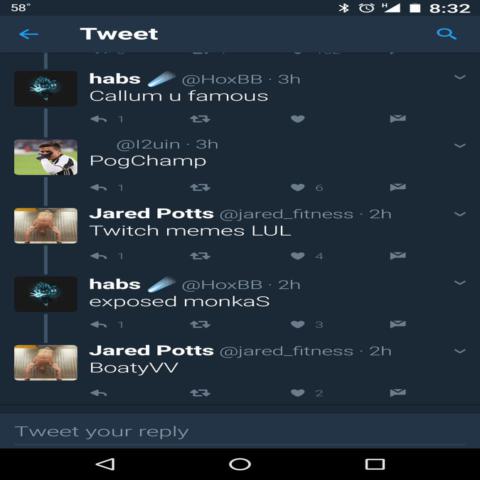 58°
H
8:32
Tweet
habs @HoxBB · 3h
Callum u famous
1
@I2uin · 3h
PogChamp
1 6
Jared Potts @jared_fitness · 2h
Twitch memes LUL
1 4
habs @HoxBB · 2h
exposed monkaS
1 3
Jared Potts @jared_fitness · 2h
BoatyVV
2
Tweet your reply